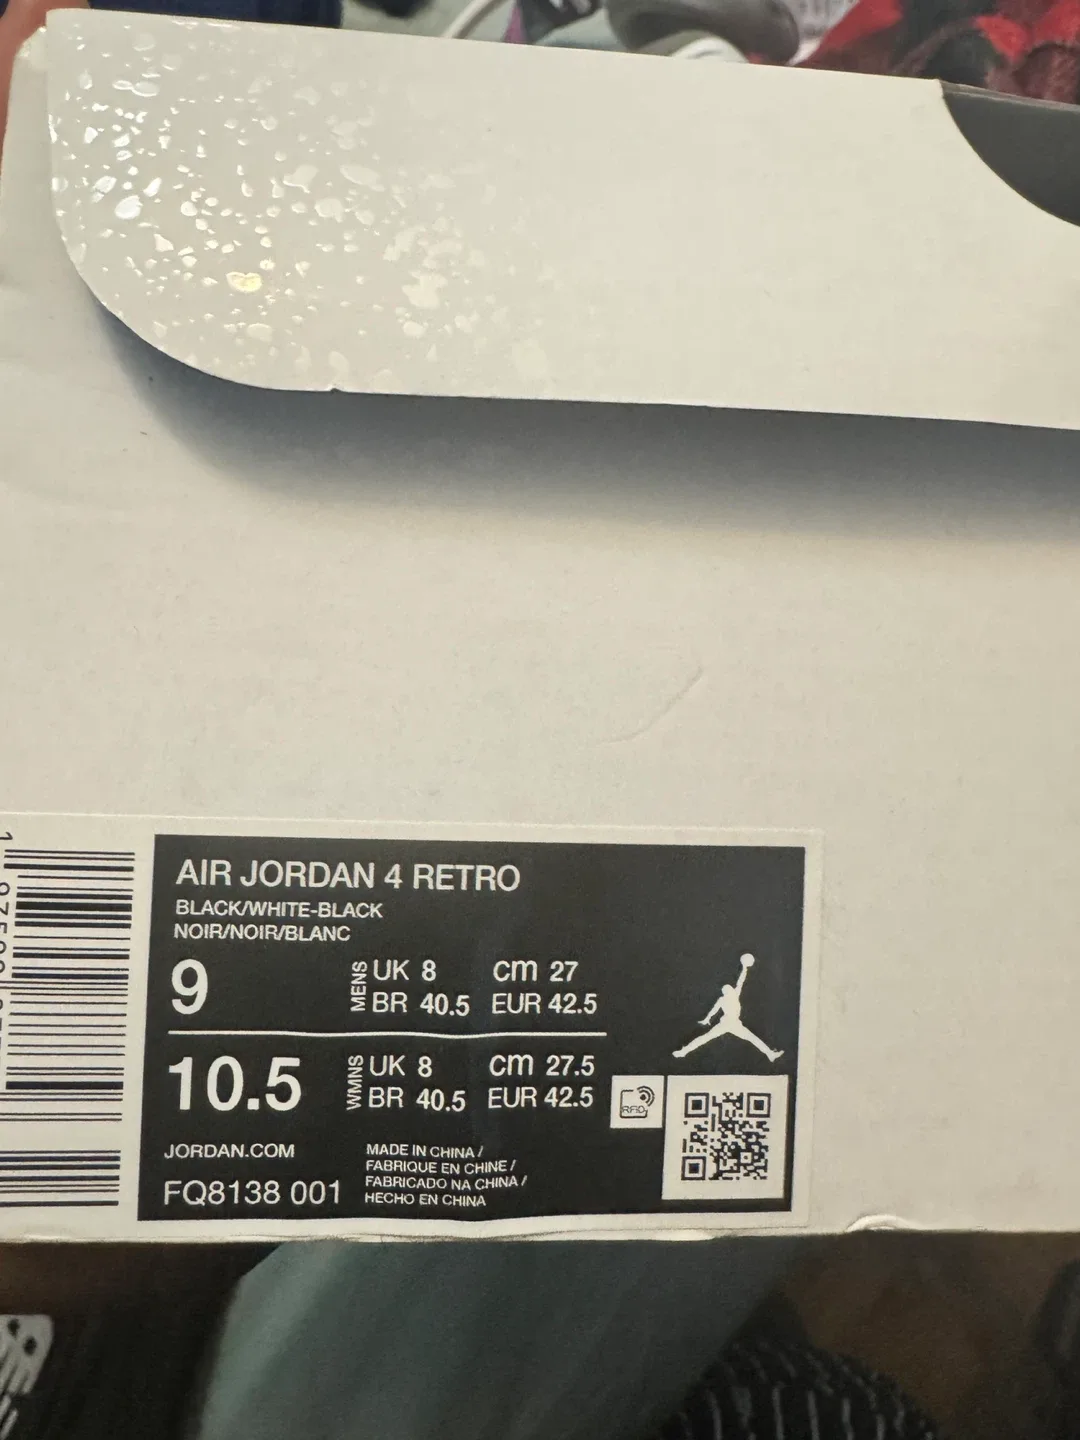 AIR JORDAN 4 RETRO
BLACK/WHITE-BLACK
NOIR/NOIR/BLANC
9
MENS
UK 8 cm 27
BR 40.5 EUR 42.5
10.5
WMNS
UK 8 cm 27.5
BR 40.5 EUR 42.5
RFID
JORDAN.COM
FQ8138 001
MADE IN CHINA /
FABRIQUE EN CHINE /
FABRICADO NA CHINA /
HECHO EN CHINA